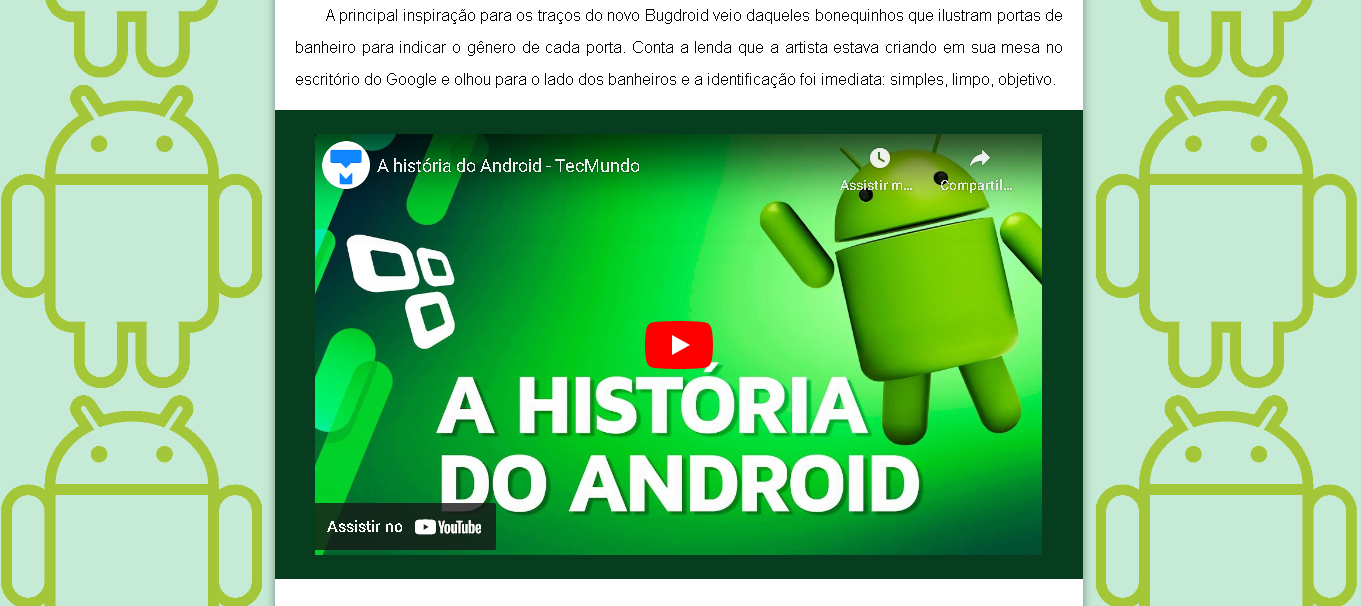 A principal inspiração para os traços do novo Bugdroid veio daqueles bonequinhos que ilustram portas de
banheiro para indicar o gênero de cada porta. Conta a lenda que a artista estava criando em sua mesa no
escritório do Google e olhou para o lado dos banheiros e a identificação foi imediata: simples, limpo, objetivo.
A história do Android - TecMundo
Assistir m...
Compartil...
A HISTÓRIA
DO ANDROID
Assistir no YouTube